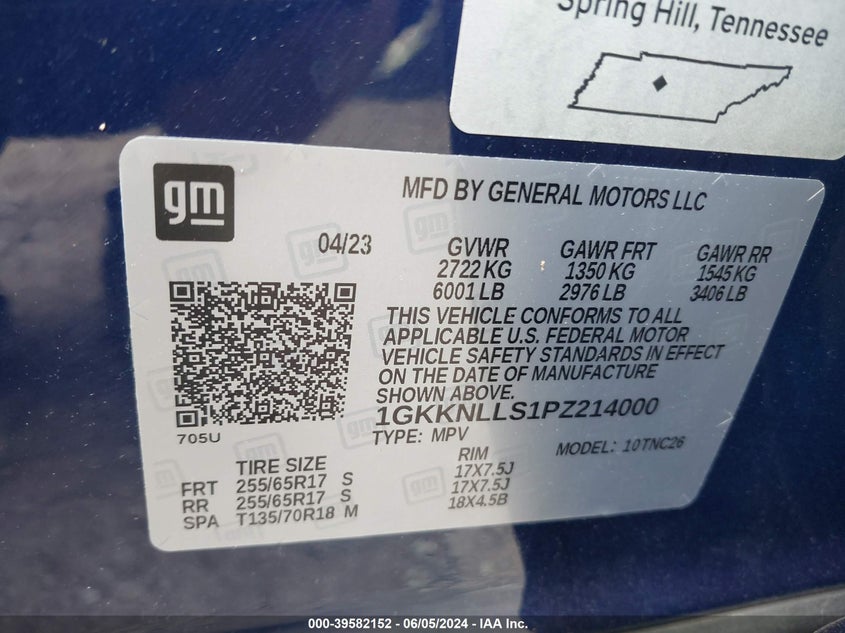 Spring Hill, Tennessee
gm
MFD BY GENERAL MOTORS LLC
04/23
GVWR GAWR FRT GAWR RR
2722 KG 1350 KG 1545 KG
6001 LB 2976 LB 3406 LB
THIS VEHICLE CONFORMS TO ALL
APPLICABLE U.S. FEDERAL MOTOR
VEHICLE SAFETY STANDARDS IN EFFECT
ON THE DATE OF MANUFACTURE
SHOWN ABOVE.
1GKKNLLS1PZ214000
705U
TYPE: MPV MODEL: 10TNC26
TIRE SIZE RIM
FRT 255/65R17 S 17X7.5J
RR 255/65R17 S 17X7.5J
SPA T135/70R18 M 18X4.5B
000-39582152 - 06/05/2024 - IAA Inc.